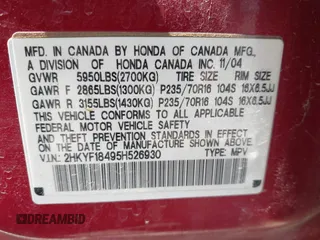 MFD. IN CANADA BY HONDA OF CANADA MFG.,
A DIVISION OF HONDA CANADA INC. 11/04
GVWR 5950LBS(2700KG) TIRE SIZE RIM SIZE
GAWR F 2865LBS(1300KG) P235/70R16 104S 16X6.5JJ
GAWR R 3155LBS(1430KG) P235/70R16 104S 16X6.5JJ
THIS VEHICLE CONFORMS TO ALL APPLICABLE
FEDERAL MOTOR VEHICLE SAFETY, BUMPER,
AND THEFT PREVENTION STANDARDS IN EFFECT
ON THE DATE OF MANUFACTURE SHOWN ABOVE.
V.I.N: 2HKYF18495H526930 TYPE: MPV
DREAMBID